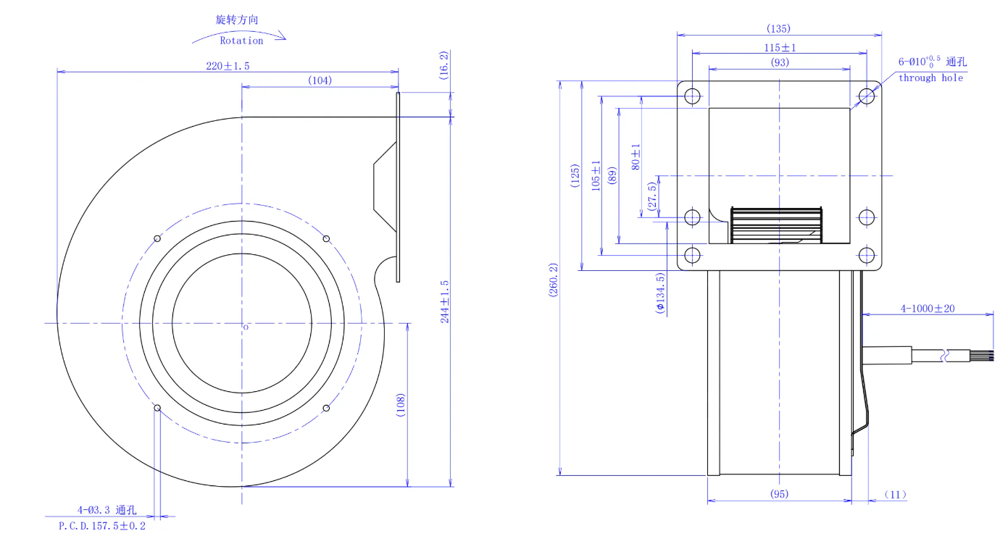 旋转方向
Rotation
220±1.5
(104)
(16.2)
244±1.5
(108)
4-Ø3.3 通孔
P.C.D.157.5±0.2
(135)
115±1
(93)
6-Ø10 +0.5 0 通孔
through hole
(260.2)
(125)
105±1
(89)
80±1
(27.5)
(Φ134.5)
4-1000±20
(95)
(11)